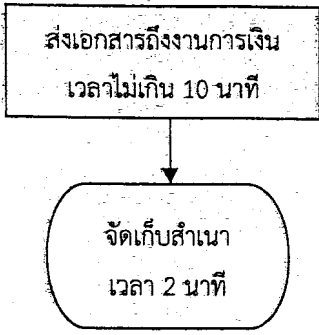 ส่งเอกสารถึงงานการเงิน
เวลาไม่เกิน 10 นาที
จัดเก็บสำเนา
เวลา 2 นาที